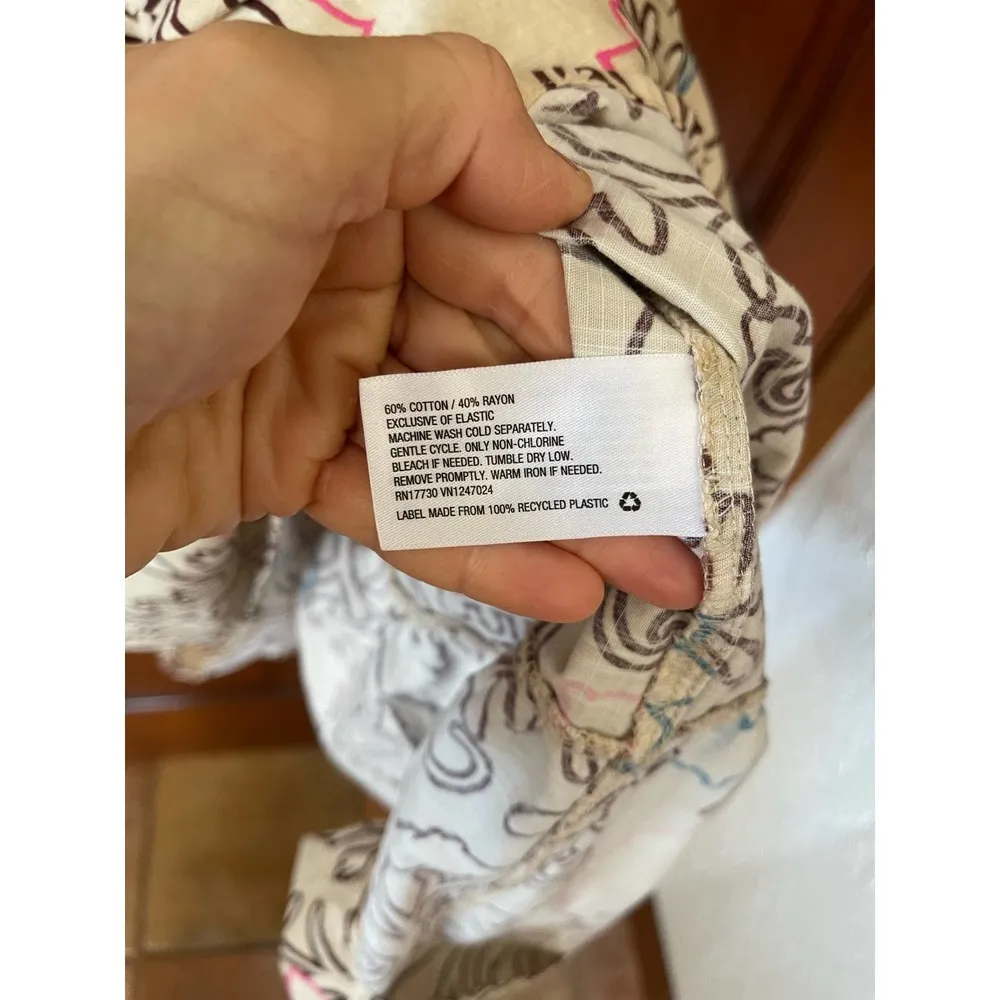 60% COTTON / 40% RAYON
EXCLUSIVE OF ELASTIC
MACHINE WASH COLD SEPARATELY.
GENTLE CYCLE. ONLY NON-CHLORINE
BLEACH IF NEEDED. TUMBLE DRY LOW.
REMOVE PROMPTLY. WARM IRON IF NEEDED.
RN17730 VN1247024
LABEL MADE FROM 100% RECYCLED PLASTIC